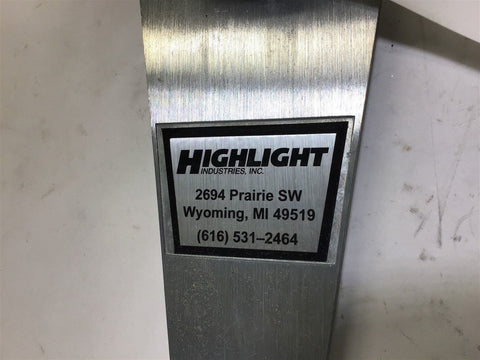 HIGHLIGHT
INDUSTRIES, INC.
2694 Prairie SW
Wyoming, MI 49519
(616) 531–2464